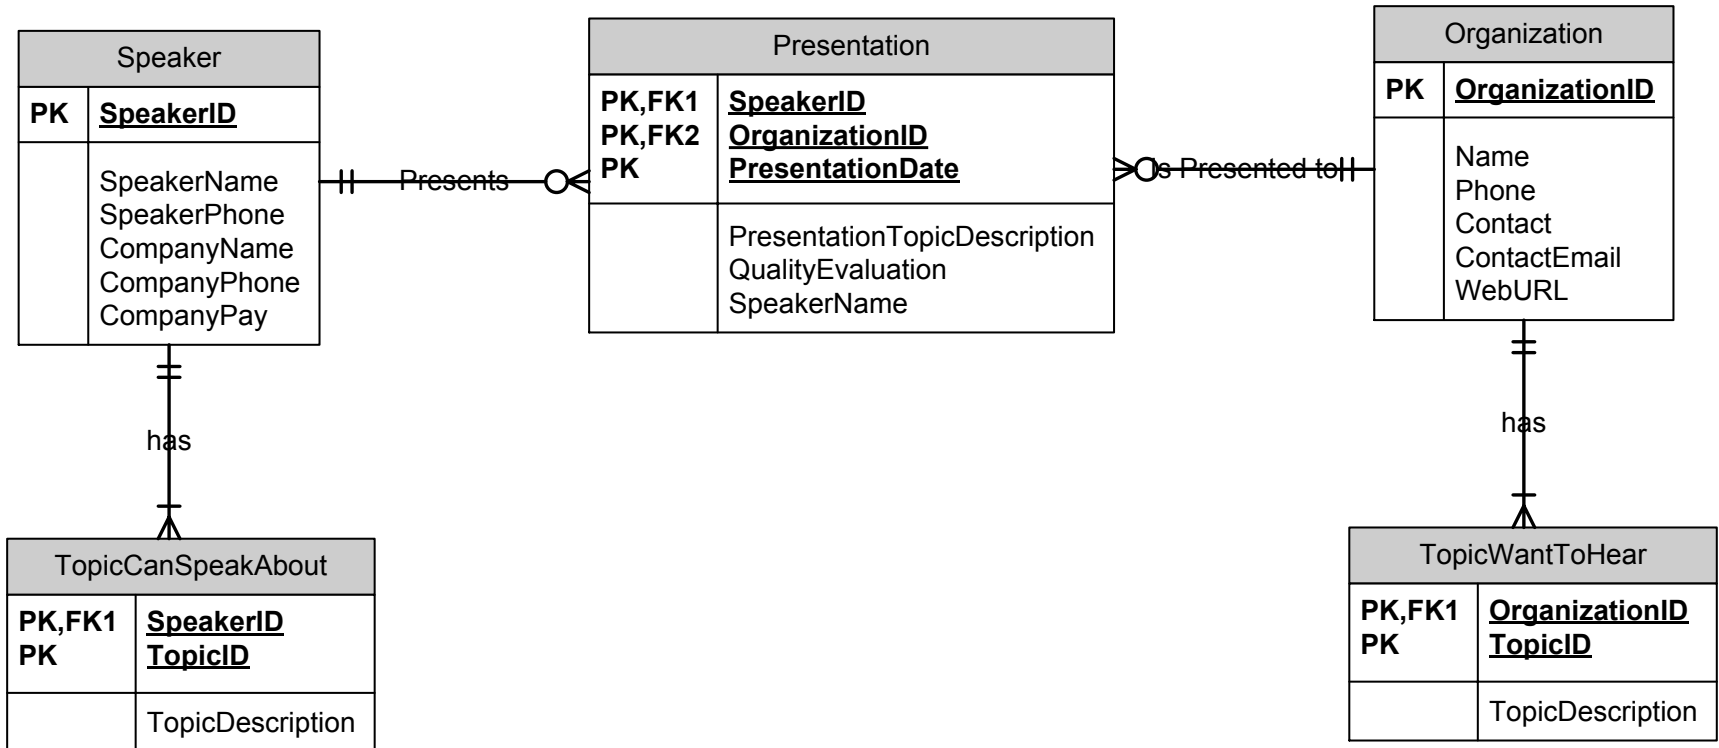 Speaker
PK SpeakerID
SpeakerName
SpeakerPhone
CompanyName
CompanyPhone
CompanyPay
Presents
Presentation
PK,FK1 SpeakerID
PK,FK2 OrganizationID
PK PresentationDate
PresentationTopicDescription
QualityEvaluation
SpeakerName
Is Presented to
Organization
PK OrganizationID
Name
Phone
Contact
ContactEmail
WebURL
has
has
TopicCanSpeakAbout
PK,FK1 SpeakerID
PK TopicID
TopicDescription
TopicWantToHear
PK,FK1 OrganizationID
PK TopicID
TopicDescription